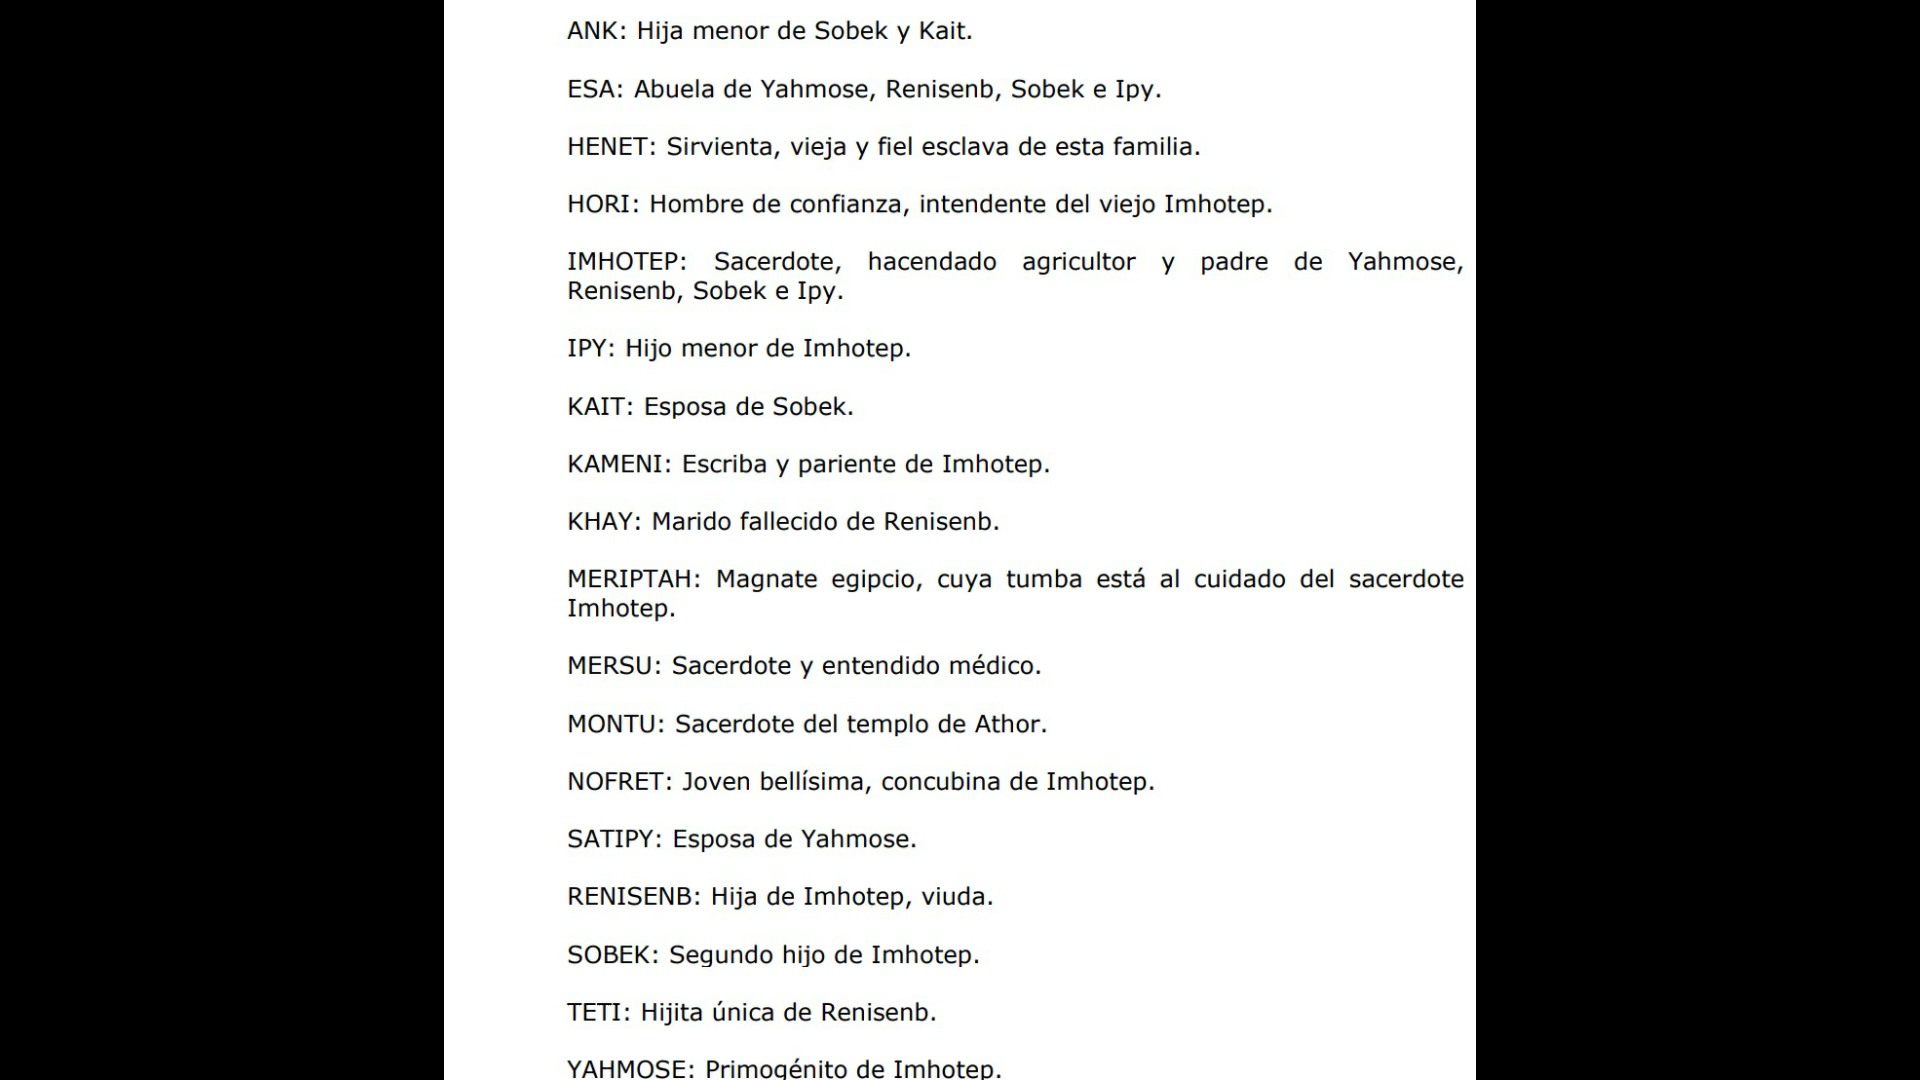 ANK: Hija menor de Sobek y Kait.
ESA: Abuela de Yahmose, Renisenb, Sobek e Ipy.
HENET: Sirvienta, vieja y fiel esclava de esta familia.
HORI: Hombre de confianza, intendente del viejo Imhotep.
IMHOTEP: Sacerdote, hacendado agricultor y padre de Yahmose,
Renisenb, Sobek e Ipy.
IPY: Hijo menor de Imhotep.
KAIT: Esposa de Sobek.
KAMENI: Escriba y pariente de Imhotep.
KHAY: Marido fallecido de Renisenb.
MERIPTAH: Magnate egipcio, cuya tumba está al cuidado del sacerdote
Imhotep.
MERSU: Sacerdote y entendido médico.
MONTU: Sacerdote del templo de Athor.
NOFRET: Joven bellísima, concubina de Imhotep.
SATIPY: Esposa de Yahmose.
RENISENB: Hija de Imhotep, viuda.
SOBEK: Segundo hijo de Imhotep.
TETI: Hijita única de Renisenb.
YAHMOSE: Primogénito de Imhotep.